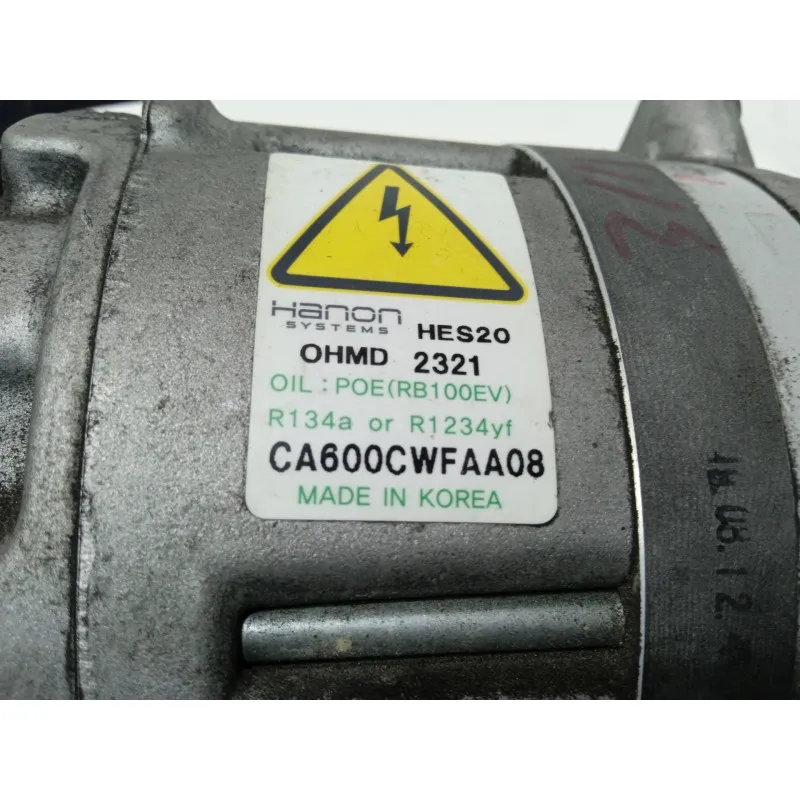 Hanon
SYSTEMS
HES20
OHMD 2321
OIL : POE(RB100EV)
R134a or R1234yf
CA600CWFAA08
MADE IN KOREA